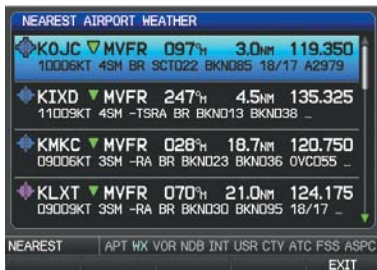 NEAREST AIRPORT WEATHER
KOJC MVFR 097°M 3.0NM 119.350
10006KT 4SM BR SCT022 BKN085 18/17 A2979
KIXD MVFR 247°M 4.5NM 135.325
11009KT 4SM -TSRA BR BKN013 BKN038 …
KMKC MVFR 028°M 18.7NM 120.750
09006KT 3SM -RA BR BKN023 BKN036 OVC055 …
KLXT MVFR 070°M 21.0NM 124.175
09009KT 3SM -RA BR BKN030 BKN095 18/17 …
NEAREST APT WX VOR NDB INT USR CTY ATC FSS ASPC
EXIT